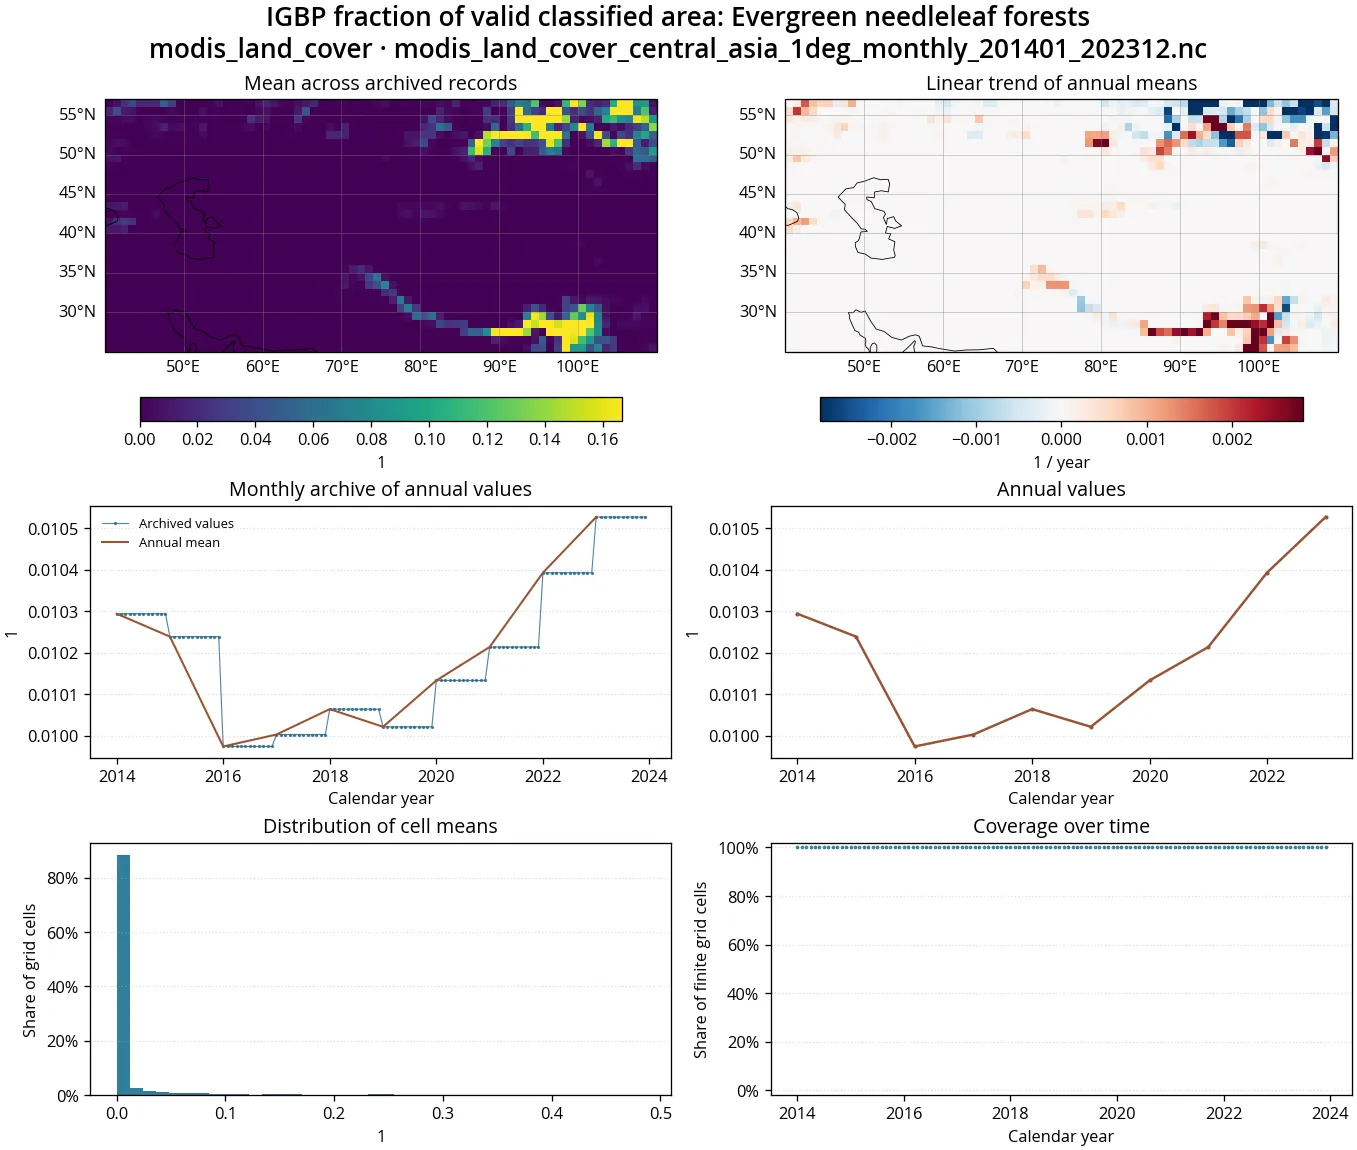 IGBP fraction of valid classified area: Evergreen needleleaf forests
modis_land_cover · modis_land_cover_central_asia_1deg_monthly_201401_202312.nc
Mean across archived records
55°N
50°N
45°N
40°N
35°N
30°N
50°E 60°E 70°E 80°E 90°E 100°E
0.00 0.02 0.04 0.06 0.08 0.10 0.12 0.14 0.16
1
Linear trend of annual means
55°N
50°N
45°N
40°N
35°N
30°N
50°E 60°E 70°E 80°E 90°E 100°E
−0.002 −0.001 0.000 0.001 0.002
1 / year
Monthly archive of annual values
Archived values
Annual mean
0.0105
0.0104
0.0103
0.0102
0.0101
0.0100
1
2014 2016 2018 2020 2022 2024
Calendar year
Annual values
0.0105
0.0104
0.0103
0.0102
0.0101
0.0100
1
2014 2016 2018 2020 2022
Calendar year
Distribution of cell means
Share of grid cells
80%
60%
40%
20%
0%
0.0 0.1 0.2 0.3 0.4 0.5
1
Coverage over time
Share of finite grid cells
100%
80%
60%
40%
20%
0%
2014 2016 2018 2020 2022 2024
Calendar year